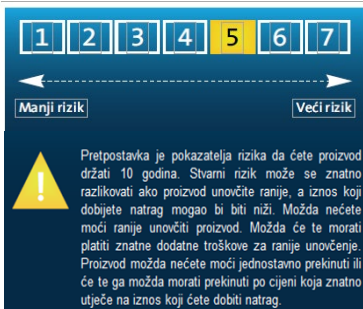 1 2 3 4 5 6 7
Manji rizik Veći rizik
Pretpostavka je pokazatelja rizika da ćete proizvod
držati 10 godina. Stvarni rizik može se znatno
razlikovati ako proizvod unovčite ranije, a iznos koji
dobijete natrag mogao bi biti niži. Možda nećete
moći ranije unovčiti proizvod. Možda će te morati
platiti znatne dodatne troškove za ranije unovčenje.
Proizvod možda nećete moći jednostavno prekinuti ili
će te ga možda morati prekinuti po cijeni koja znatno
utječe na iznos koji ćete dobiti natrag.